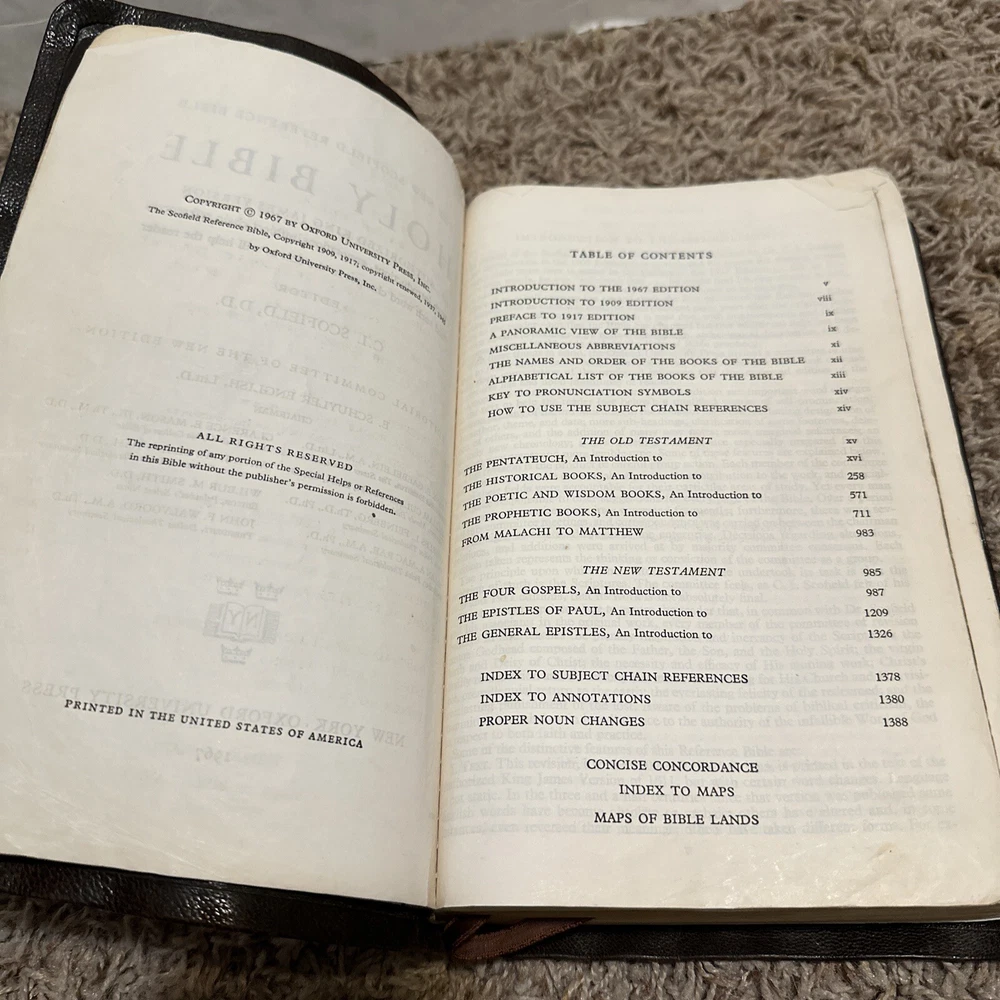 COPYRIGHT © 1967 BY OXFORD UNIVERSITY PRESS, INC.
The Scofield Reference Bible, Copyright 1909, 1917; copyright renewed, 1937, 1945
by Oxford University Press, Inc.
ALL RIGHTS RESERVED
The reprinting of any portion of the Special Helps or References
in this Bible without the publisher's permission is forbidden.
PRINTED IN THE UNITED STATES OF AMERICA
TABLE OF CONTENTS
INTRODUCTION TO THE 1967 EDITION v
INTRODUCTION TO 1909 EDITION viii
PREFACE TO 1917 EDITION ix
A PANORAMIC VIEW OF THE BIBLE ix
MISCELLANEOUS ABBREVIATIONS xi
THE NAMES AND ORDER OF THE BOOKS OF THE BIBLE xii
ALPHABETICAL LIST OF THE BOOKS OF THE BIBLE xiii
KEY TO PRONUNCIATION SYMBOLS xiv
HOW TO USE THE SUBJECT CHAIN REFERENCES xiv
THE OLD TESTAMENT xv
THE PENTATEUCH, An Introduction to xvi
THE HISTORICAL BOOKS, An Introduction to 258
THE POETIC AND WISDOM BOOKS, An Introduction to 571
THE PROPHETIC BOOKS, An Introduction to 711
FROM MALACHI TO MATTHEW 983
THE NEW TESTAMENT 985
THE FOUR GOSPELS, An Introduction to 987
THE EPISTLES OF PAUL, An Introduction to 1209
THE GENERAL EPISTLES, An Introduction to 1326
INDEX TO SUBJECT CHAIN REFERENCES 1378
INDEX TO ANNOTATIONS 1380
PROPER NOUN CHANGES 1388
CONCISE CONCORDANCE
INDEX TO MAPS
MAPS OF BIBLE LANDS